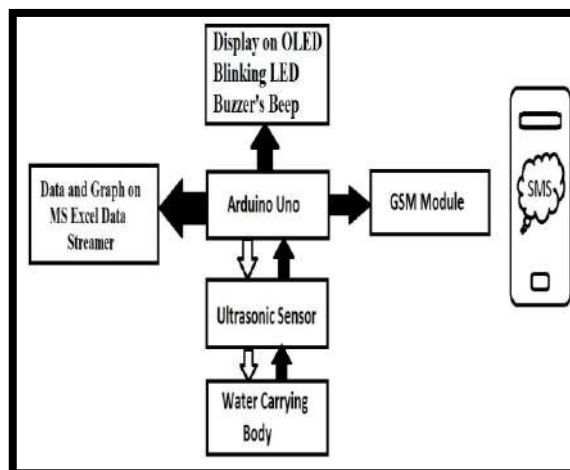 Display on OLED
Blinking LED
Buzzer's Beep
Data and Graph on
MS Excel Data
Streamer
Arduino Uno
GSM Module
SMS
Ultrasonic Sensor
Water Carrying
Body